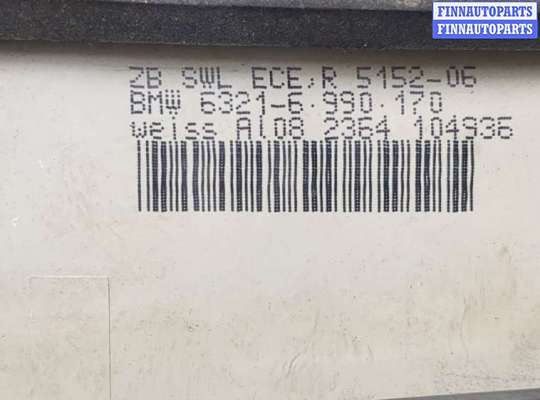 FINNAUTOPARTS
FINNAUTOPARTS
ZB SWL ECE,R 5152-06
BMW 6321-6.990.170
weiss Al08 2364 104936